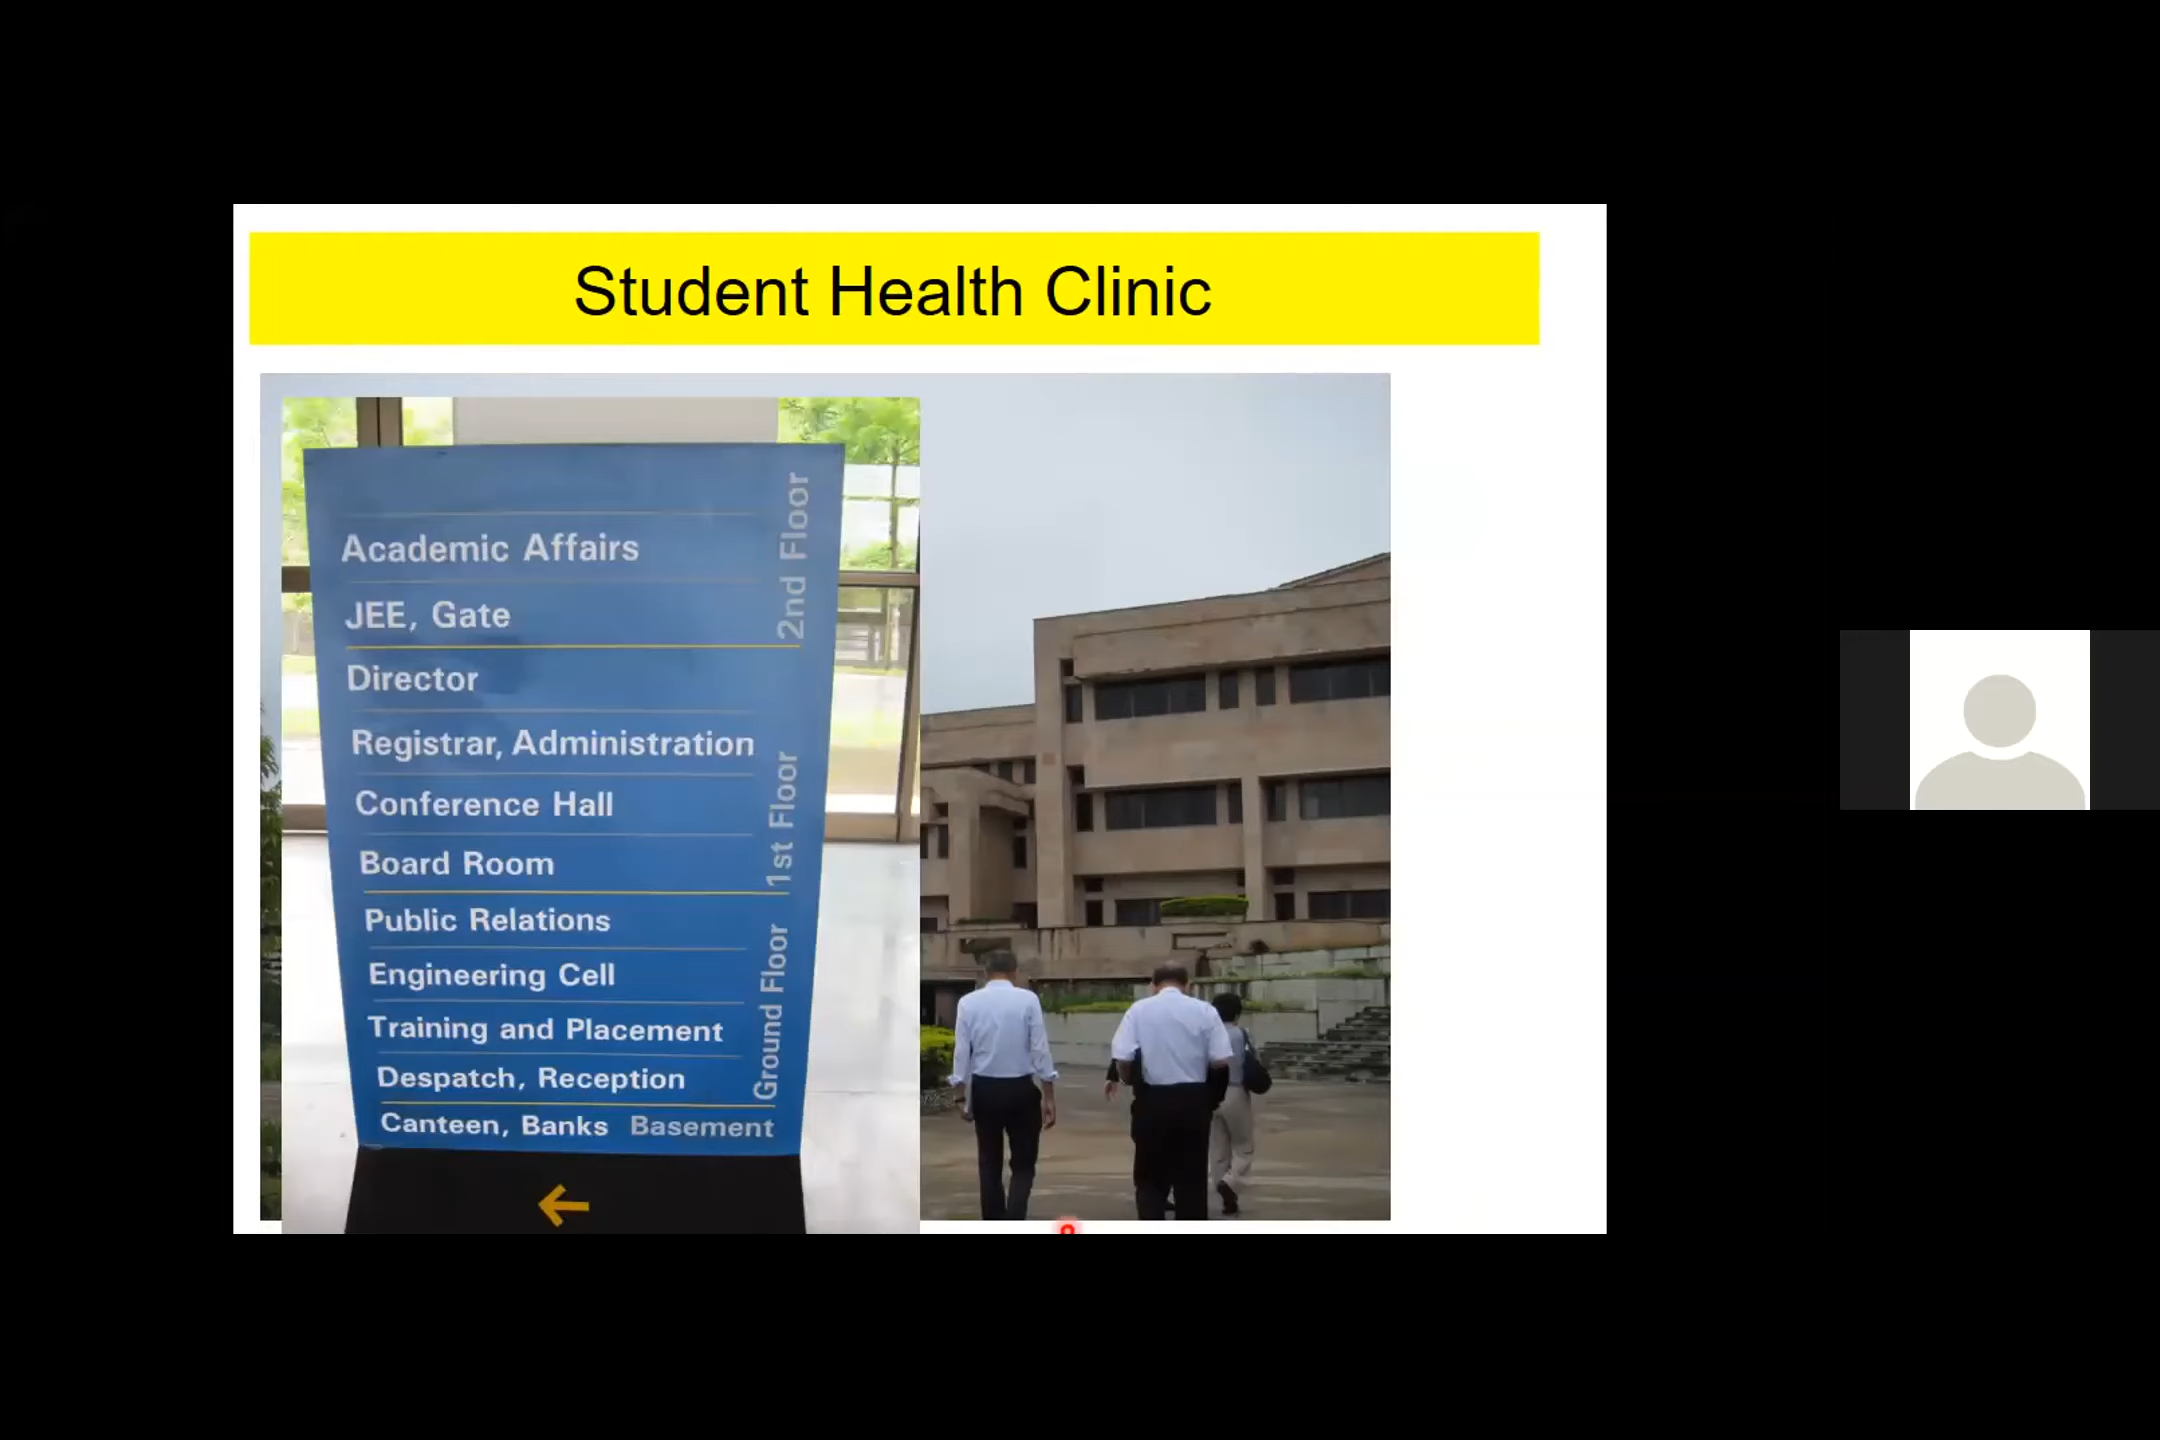 Student Health Clinic
Academic Affairs
JEE, Gate
2nd Floor
Director
Registrar, Administration
Conference Hall
Board Room
1st Floor
Public Relations
Engineering Cell
Training and Placement
Despatch, Reception
Ground Floor
Canteen, Banks Basement